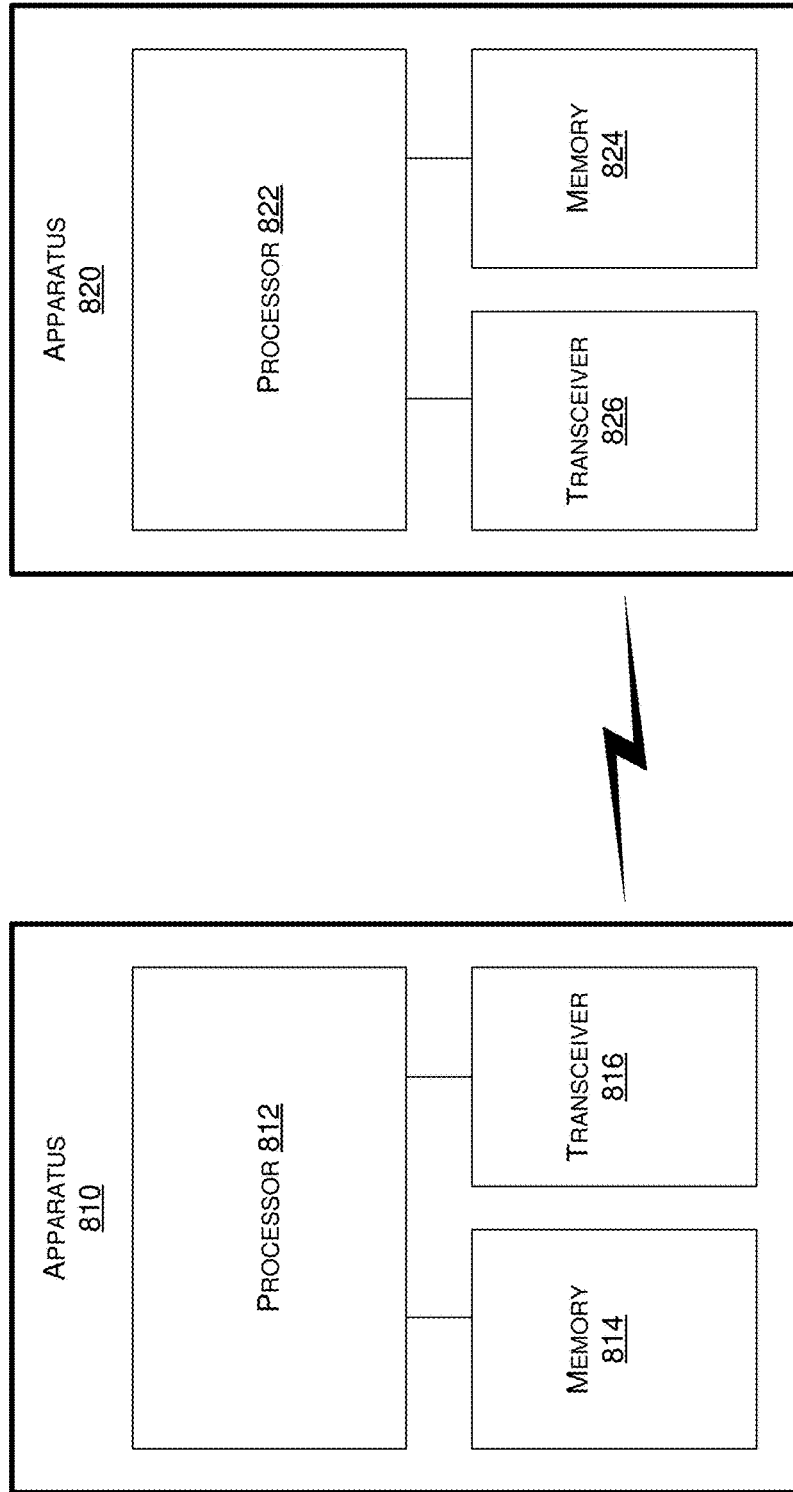 APPARATUS
810
PROCESSOR 812
MEMORY
814
TRANSCEIVER
816
APPARATUS
820
PROCESSOR 822
TRANSCEIVER
826
MEMORY
824